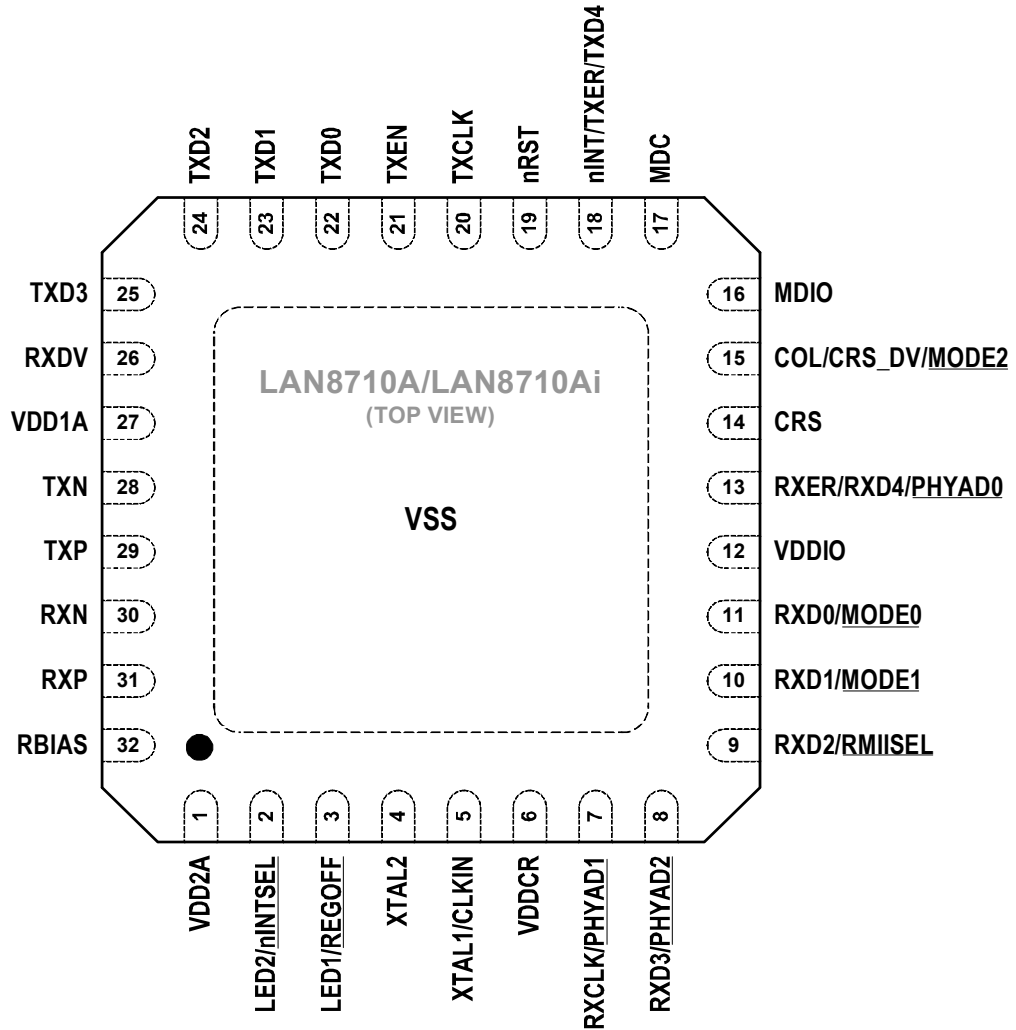 nINT/TXER/TXD4
TXD2
TXD1
TXD0
TXEN
TXCLK
nRST
MDC
24
23
22
21
20
19
18
17
TXD3 25
RXDV 26
VDD1A 27
TXN 28
TXP 29
RXN 30
RXP 31
RBIAS 32
LAN8710A/LAN8710Ai
(TOP VIEW)
VSS
16 MDIO
15 COL/CRS_DV/MODE2
14 CRS
13 RXER/RXD4/PHYAD0
12 VDDIO
11 RXD0/MODE0
10 RXD1/MODE1
9 RXD2/RMIISEL
1
2
3
4
5
6
7
8
VDD2A
LED2/nINTSEL
LED1/REGOFF
XTAL2
XTAL1/CLKIN
VDDCR
RXCLK/PHYAD1
RXD3/PHYAD2